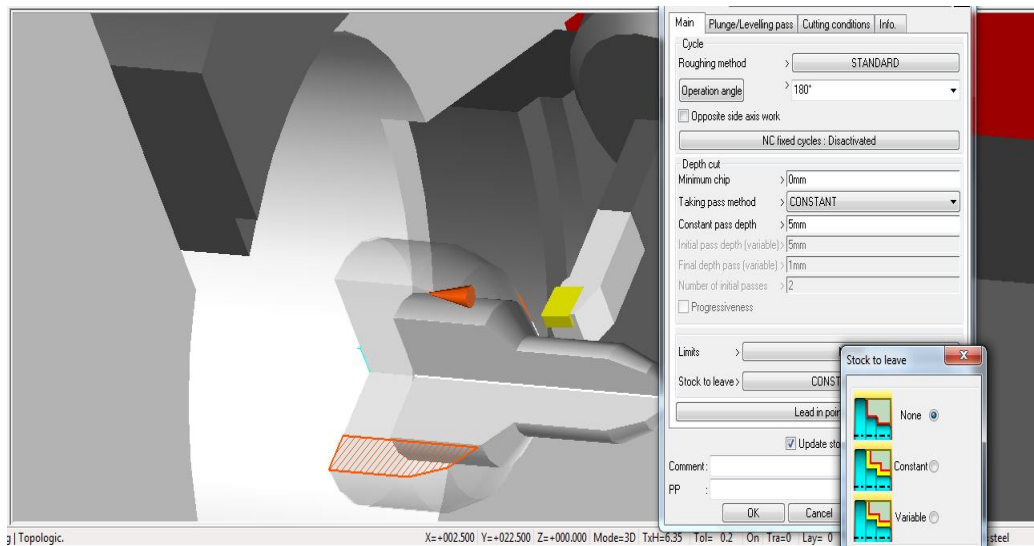 Main Plunge/Levelling pass Cutting conditions Info.
Cycle
Roughing method > STANDARD
Operation angle > 180°
Opposite side axis work
NC fixed cycles : Disactivated
Depth cut
Minimum chip > 0mm
Taking pass method > CONSTANT
Constant pass depth > 5mm
Initial pass depth (variable) > 5mm
Final depth pass (variable) > 1mm
Number of initial passes > 2
Progressiveness
Limits >
Stock to leave > CONST
Lead in poin
Update sto
Comment :
PP :
OK Cancel
Stock to leave
None
Constant
Variable
g | Topologic. X=+002.500 Y=+022.500 Z=+000.000 Mode=3D TxH=6.35 Tol= 0.2 On Tra=0 Lay= 0 steel